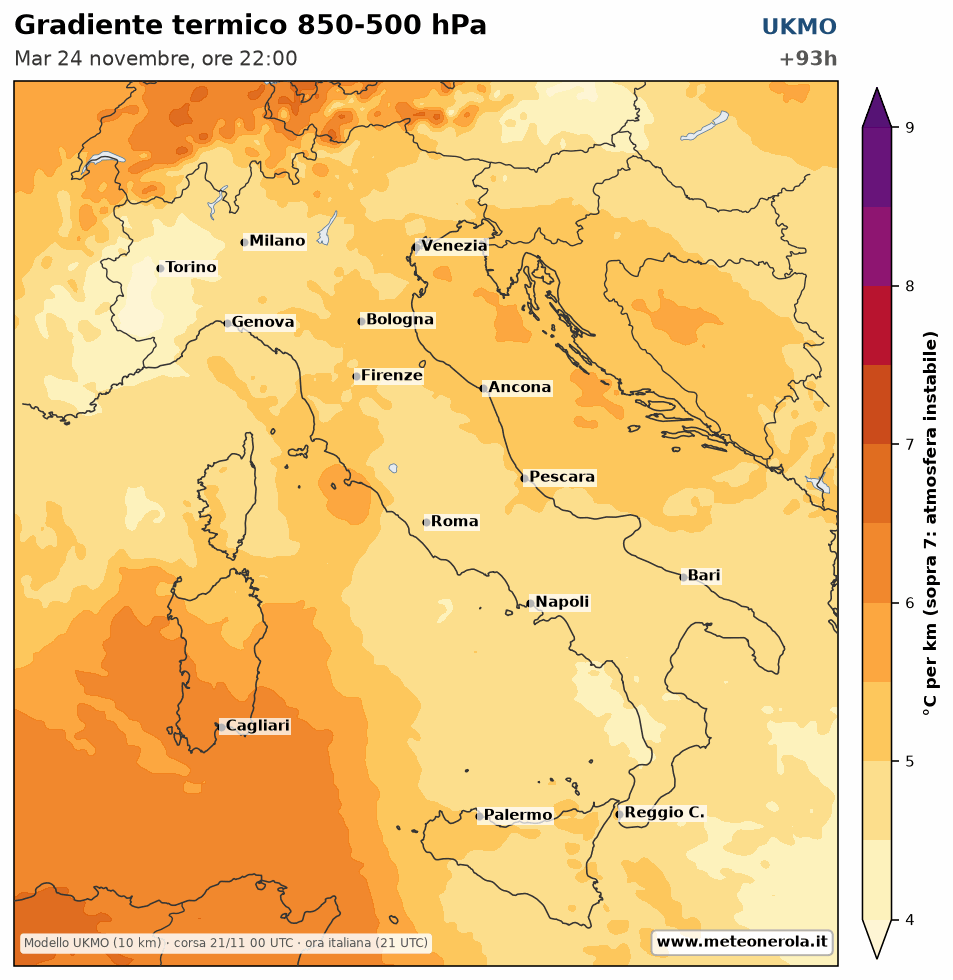 Gradiente termico 850-500 hPa
UKMO
Mar 24 novembre, ore 22:00
+93h
Milano
Venezia
Torino
Genova
Bologna
Firenze
Ancona
Pescara
Roma
Bari
Napoli
Cagliari
Palermo
Reggio C.
9
8
7
6
5
4
°C per km (sopra 7: atmosfera instabile)
Modello UKMO (10 km) · corsa 21/11 00 UTC · ora italiana (21 UTC)
www.meteonerola.it